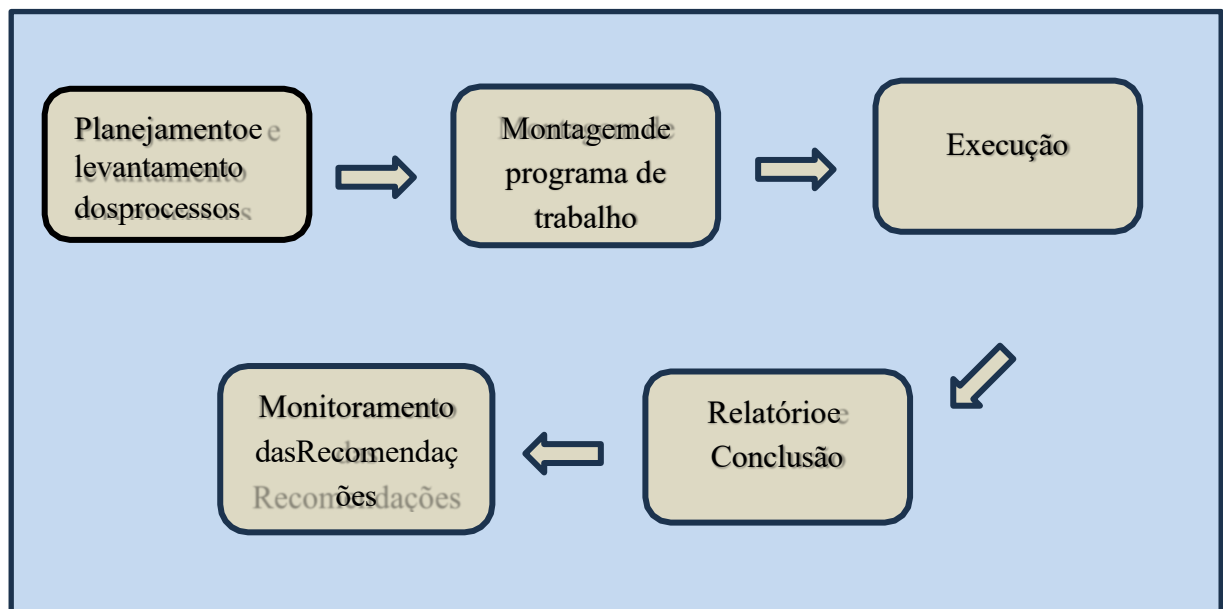 Planejamentoe
levantamento
dosprocessos
Montagemde
programa de
trabalho
Execução
Relatórioe
Conclusão
Monitoramento
dasRecomendaç
ões